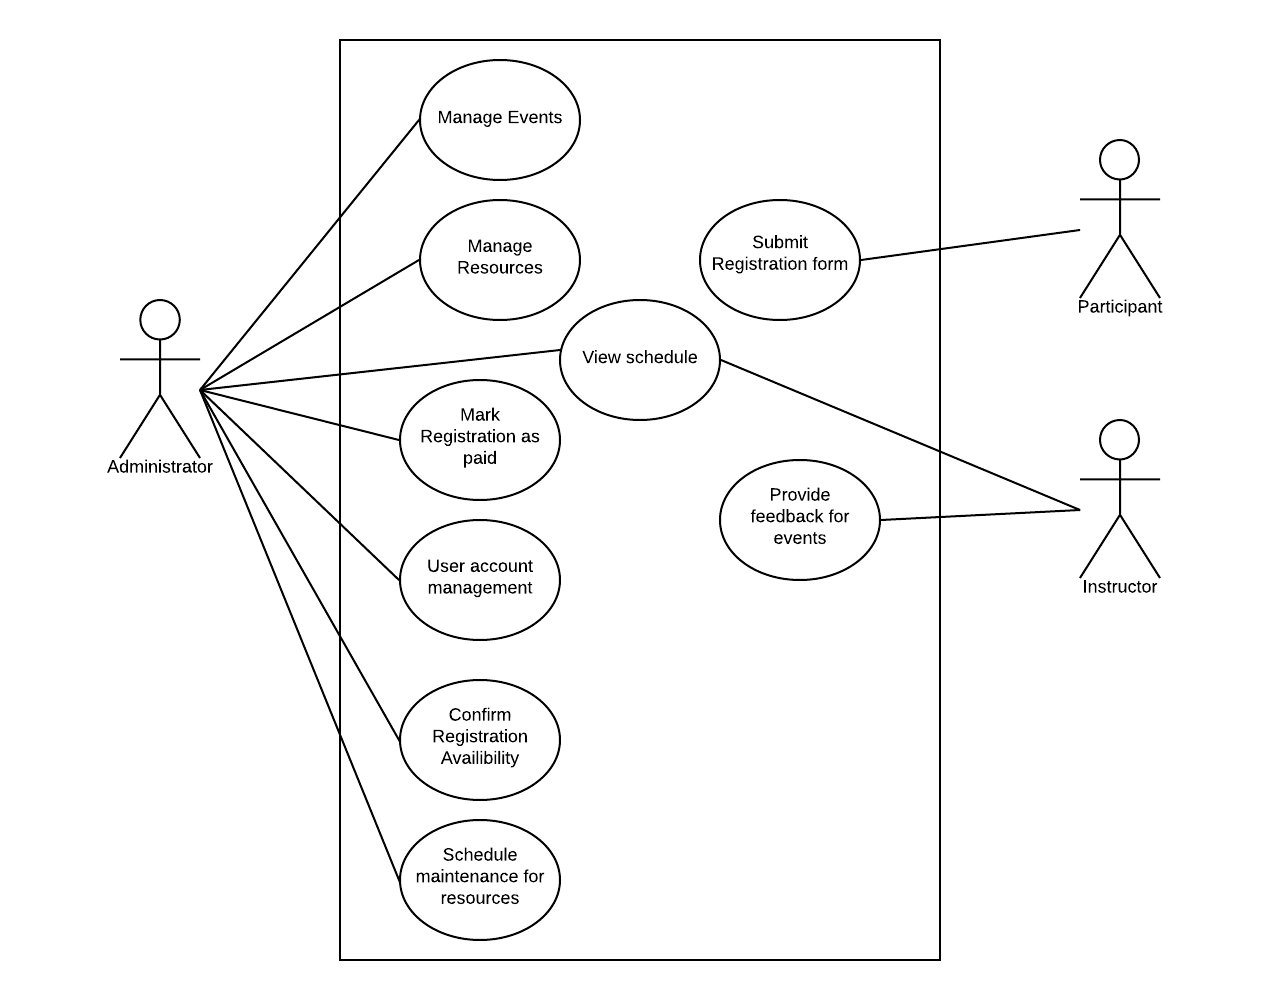 Manage Events
Manage
Resources
Submit
Registration form
Participant
View schedule
Administrator
Mark
Registration as
paid
Provide
feedback for
events
Instructor
User account
management
Confirm
Registration
Availibility
Schedule
maintenance for
resources